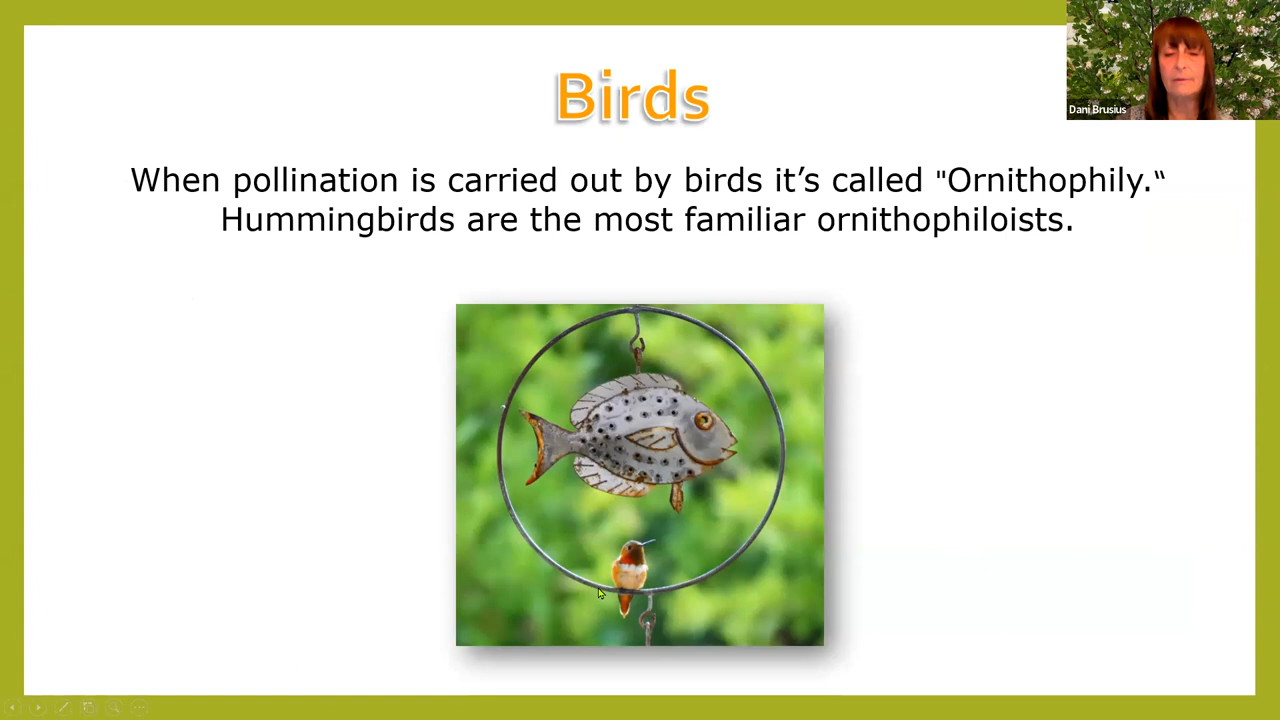 Birds
Dani Brusius
When pollination is carried out by birds it’s called "Ornithophily.“
Hummingbirds are the most familiar ornithophiloists.